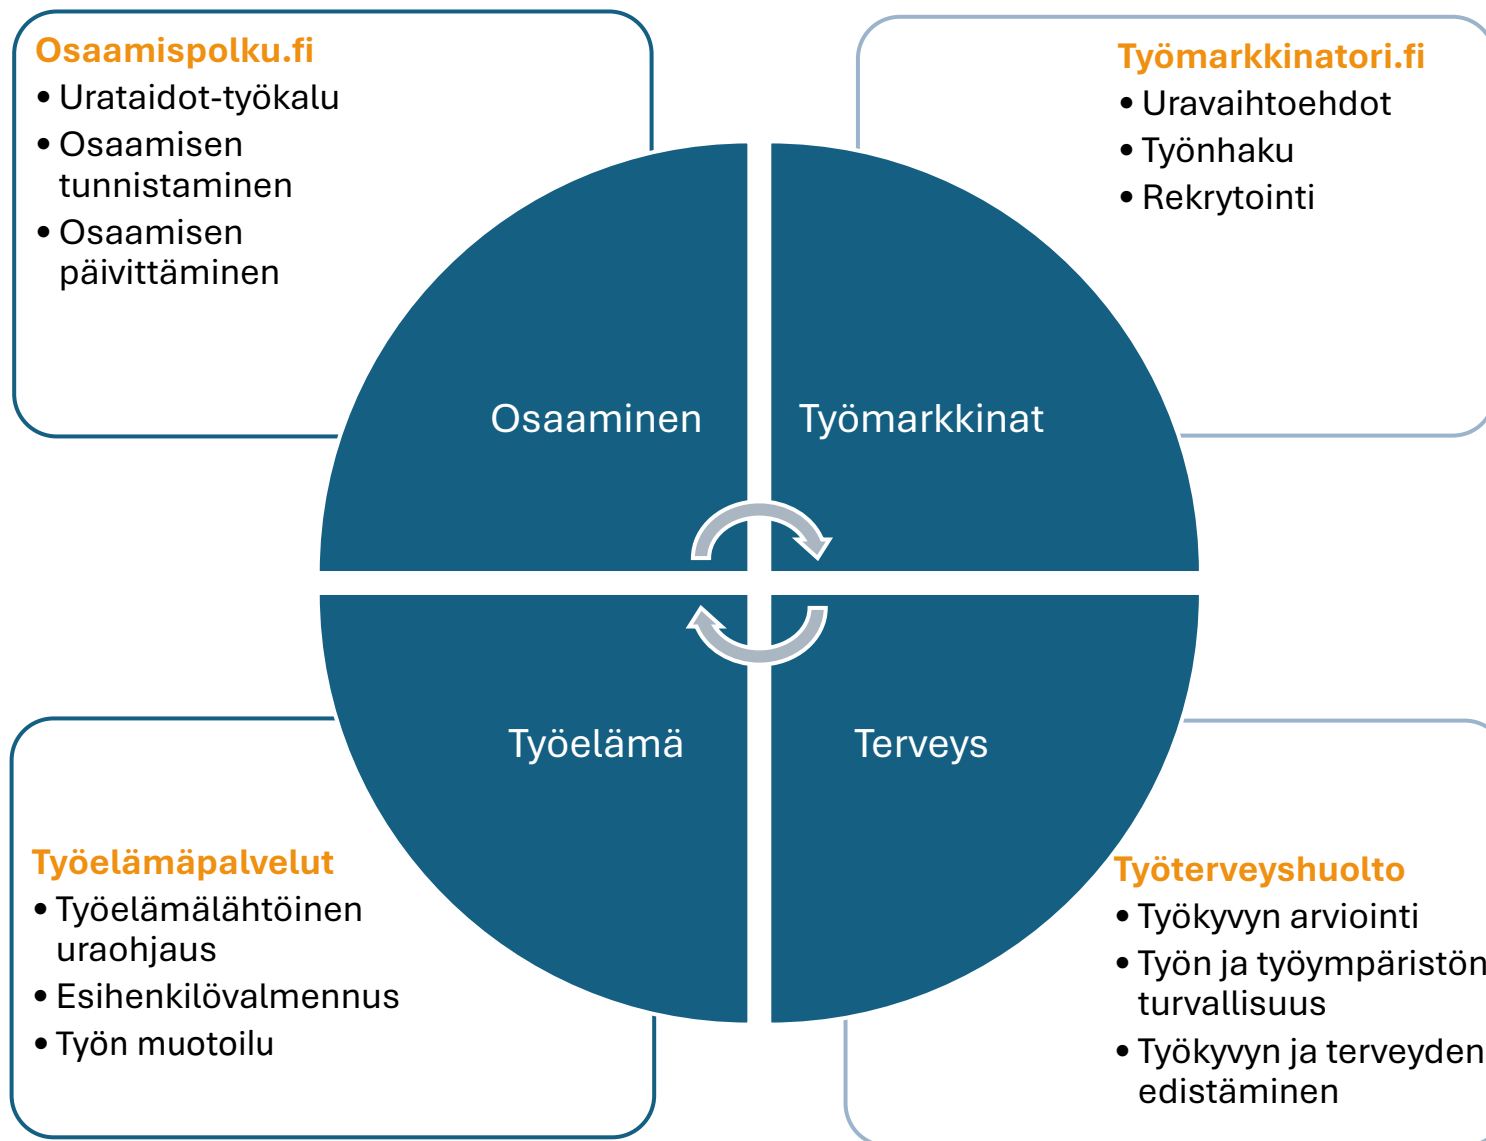 Osaamispolku.fi
• Urataidot-työkalu
• Osaamisen
tunnistaminen
• Osaamisen
päivittäminen
Työmarkkinatori.fi
• Uravaihtoehdot
• Työnhaku
• Rekrytointi
Osaaminen
Työmarkkinat
Työelämä
Terveys
Työelämäpalvelut
• Työelämälähtöinen
uraohjaus
• Esihenkilövalmennus
• Työn muotoilu
Työterveyshuolto
• Työkyvyn arviointi
• Työn ja työympäristön
turvallisuus
• Työkyvyn ja terveyden
edistäminen